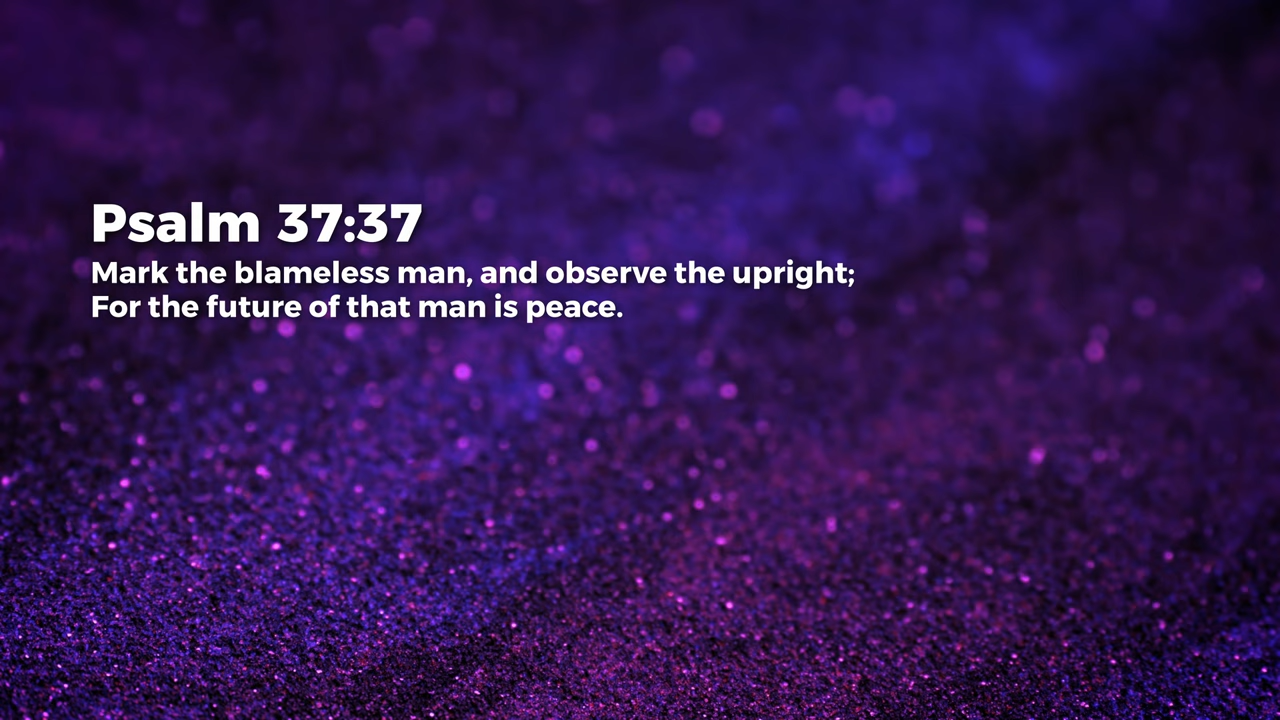 Psalm 37:37
Mark the blameless man, and observe the upright;
For the future of that man is peace.